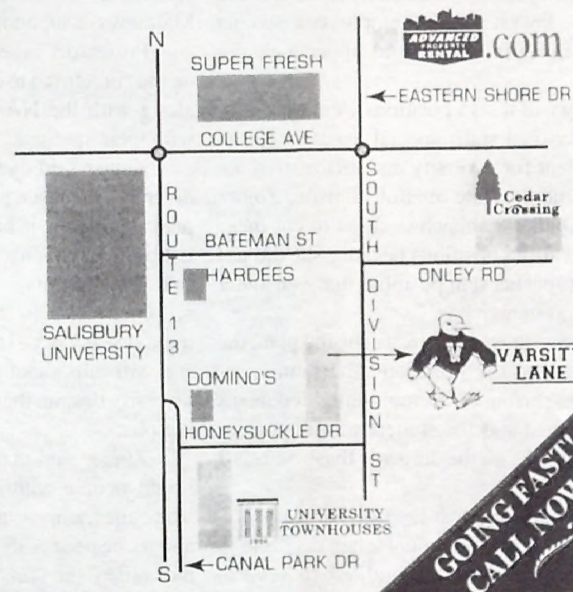 N
ADVANCED
PROPERTY
RENTAL
.com
SUPER FRESH
EASTERN SHORE DR
COLLEGE AVE
ROUTE 13
SOUTH DIVISION ST
Cedar
Crossing
BATEMAN ST
HARDEES
ONLEY RD
SALISBURY
UNIVERSITY
V
VARSITY
LANE
DOMINO'S
HONEYSUCKLE DR
UNIVERSITY
TOWNHOUSES
GOING FAST!
CALL NOW
CANAL PARK DR
S